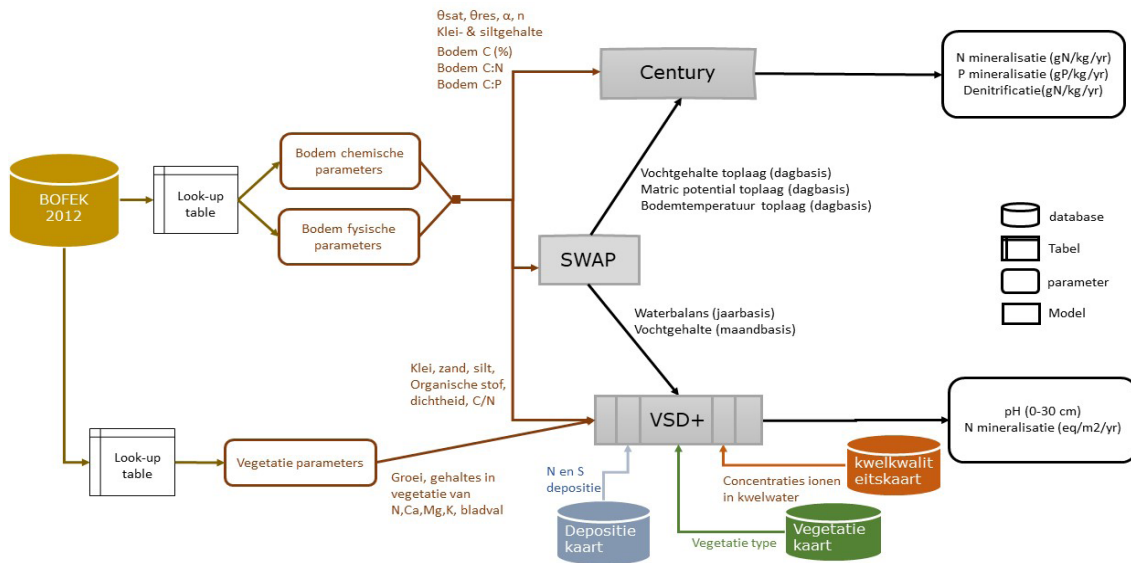 θsat, θres, α, n
Klei- & siltgehalte
Bodem C (%)
Bodem C:N
Bodem C:P
Century
N mineralisatie (gN/kg/yr)
P mineralisatie (gP/kg/yr)
Denitrificatie(gN/kg/yr)
BOFEK
2012
Look-up
table
Bodem chemische
parameters
Bodem fysische
parameters
Vochtgehalte toplaag (dagbasis)
Matric potential toplaag (dagbasis)
Bodemtemperatuur toplaag (dagbasis)
SWAP
database
Tabel
parameter
Model
Waterbalans (jaarbasis)
Vochtgehalte (maandbasis)
Klei, zand, silt,
Organische stof,
dichtheid, C/N
VSD+
pH (0-30 cm)
N mineralisatie (eq/m2/yr)
Look-up
table
Vegetatie parameters
Groei, gehaltes in
vegetatie van
N,Ca,Mg,K, bladval
N en S
depositie
Concentraties ionen
in kwelwater
kwelkwalit
eitskaart
Depositie
kaart
Vegetatie type
Vegetatie
kaart